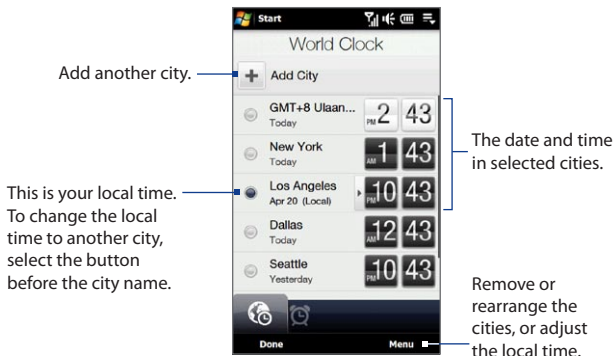 Start
World Clock
Add another city.
Add City
GMT+8 Ulaan...
Today
PM 2 43
New York
Today
AM 1 43
The date and time
in selected cities.
This is your local time.
To change the local
time to another city,
select the button
before the city name.
Los Angeles
Apr 20 (Local)
PM 10 43
Dallas
Today
AM 12 43
Seattle
Yesterday
PM 10 43
Remove or
rearrange the
cities, or adjust
the local time.
Done
Menu